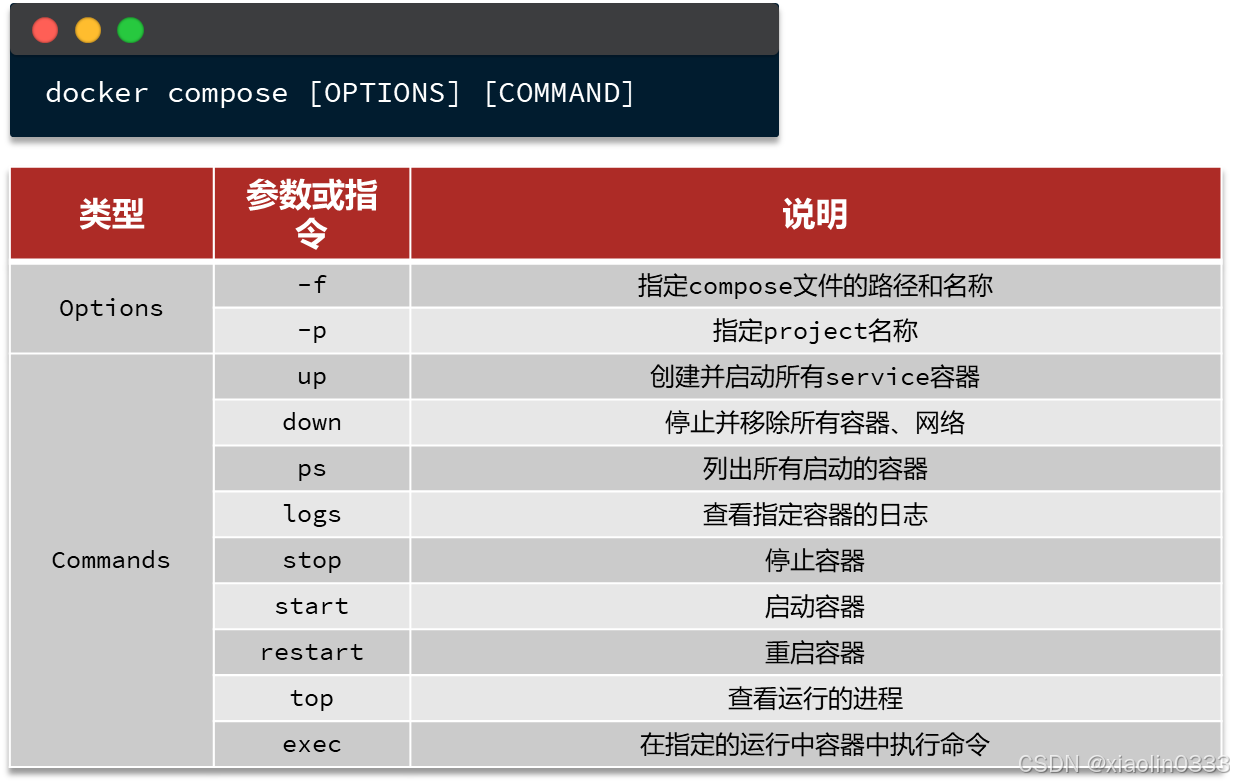 docker compose [OPTIONS] [COMMAND]
类型
参数或指
令
说明
Options
-f
指定compose文件的路径和名称
-p
指定project名称
Commands
up
创建并启动所有service容器
down
停止并移除所有容器、网络
ps
列出所有启动的容器
logs
查看指定容器的日志
stop
停止容器
start
启动容器
restart
重启容器
top
查看运行的进程
exec
在指定的运行中容器中执行命令
CSDN @xiaolin0333